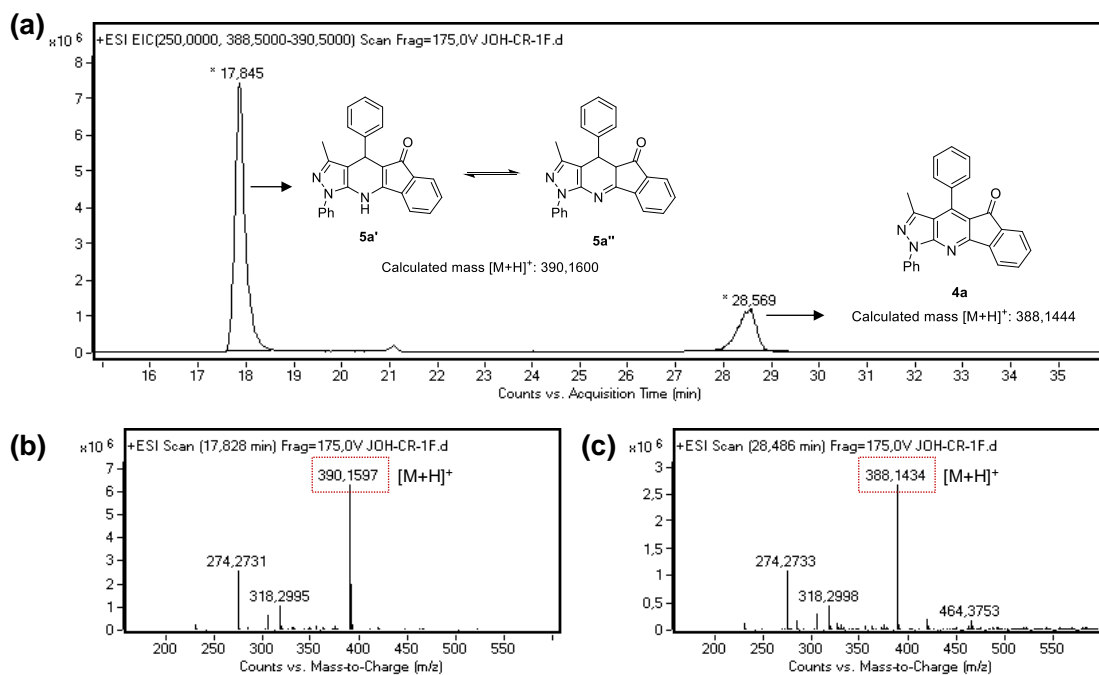 (a)
x10 6
+ESI EIC(250,0000, 388,5000-390,5000) Scan Frag=175,0V JOH-CR-1F.d
8
7
6
5
4
3
2
1
0
* 17,845
N
N
N
H
Ph
O
5a'
N
N
N
Ph
O
5a''
Calculated mass [M+H]+: 390,1600
* 28,569
N
N
N
Ph
O
4a
Calculated mass [M+H]+: 388,1444
16 17 18 19 20 21 22 23 24 25 26 27 28 29 30 31 32 33 34 35
Counts vs. Acquisition Time (min)
(b)
x10 6
+ESI Scan (17,828 min) Frag=175,0V JOH-CR-1F.d
7
6
5
4
3
2
1
0
390,1597 [M+H]+
274,2731
318,2995
200 250 300 350 400 450 500 550
Counts vs. Mass-to-Charge (m/z)
(c)
x10 6
+ESI Scan (28,486 min) Frag=175,0V JOH-CR-1F.d
3
2,5
2
1,5
1
0,5
0
388,1434 [M+H]+
274,2733
318,2998
464,3753
200 250 300 350 400 450 500 550
Counts vs. Mass-to-Charge (m/z)